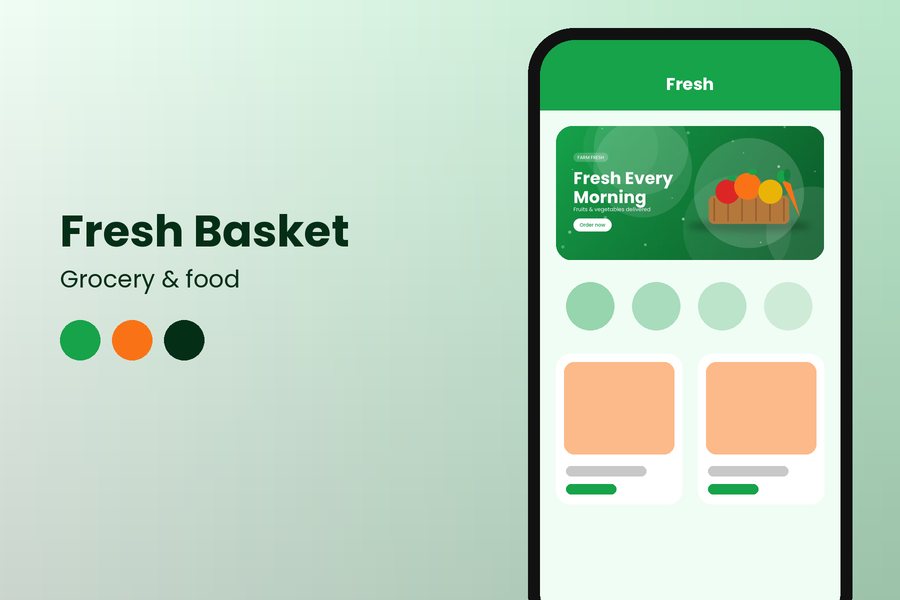 Fresh Basket
Grocery & food
Fresh
FARM FRESH
Fresh Every
Morning
Fruits & vegetables delivered
Order now